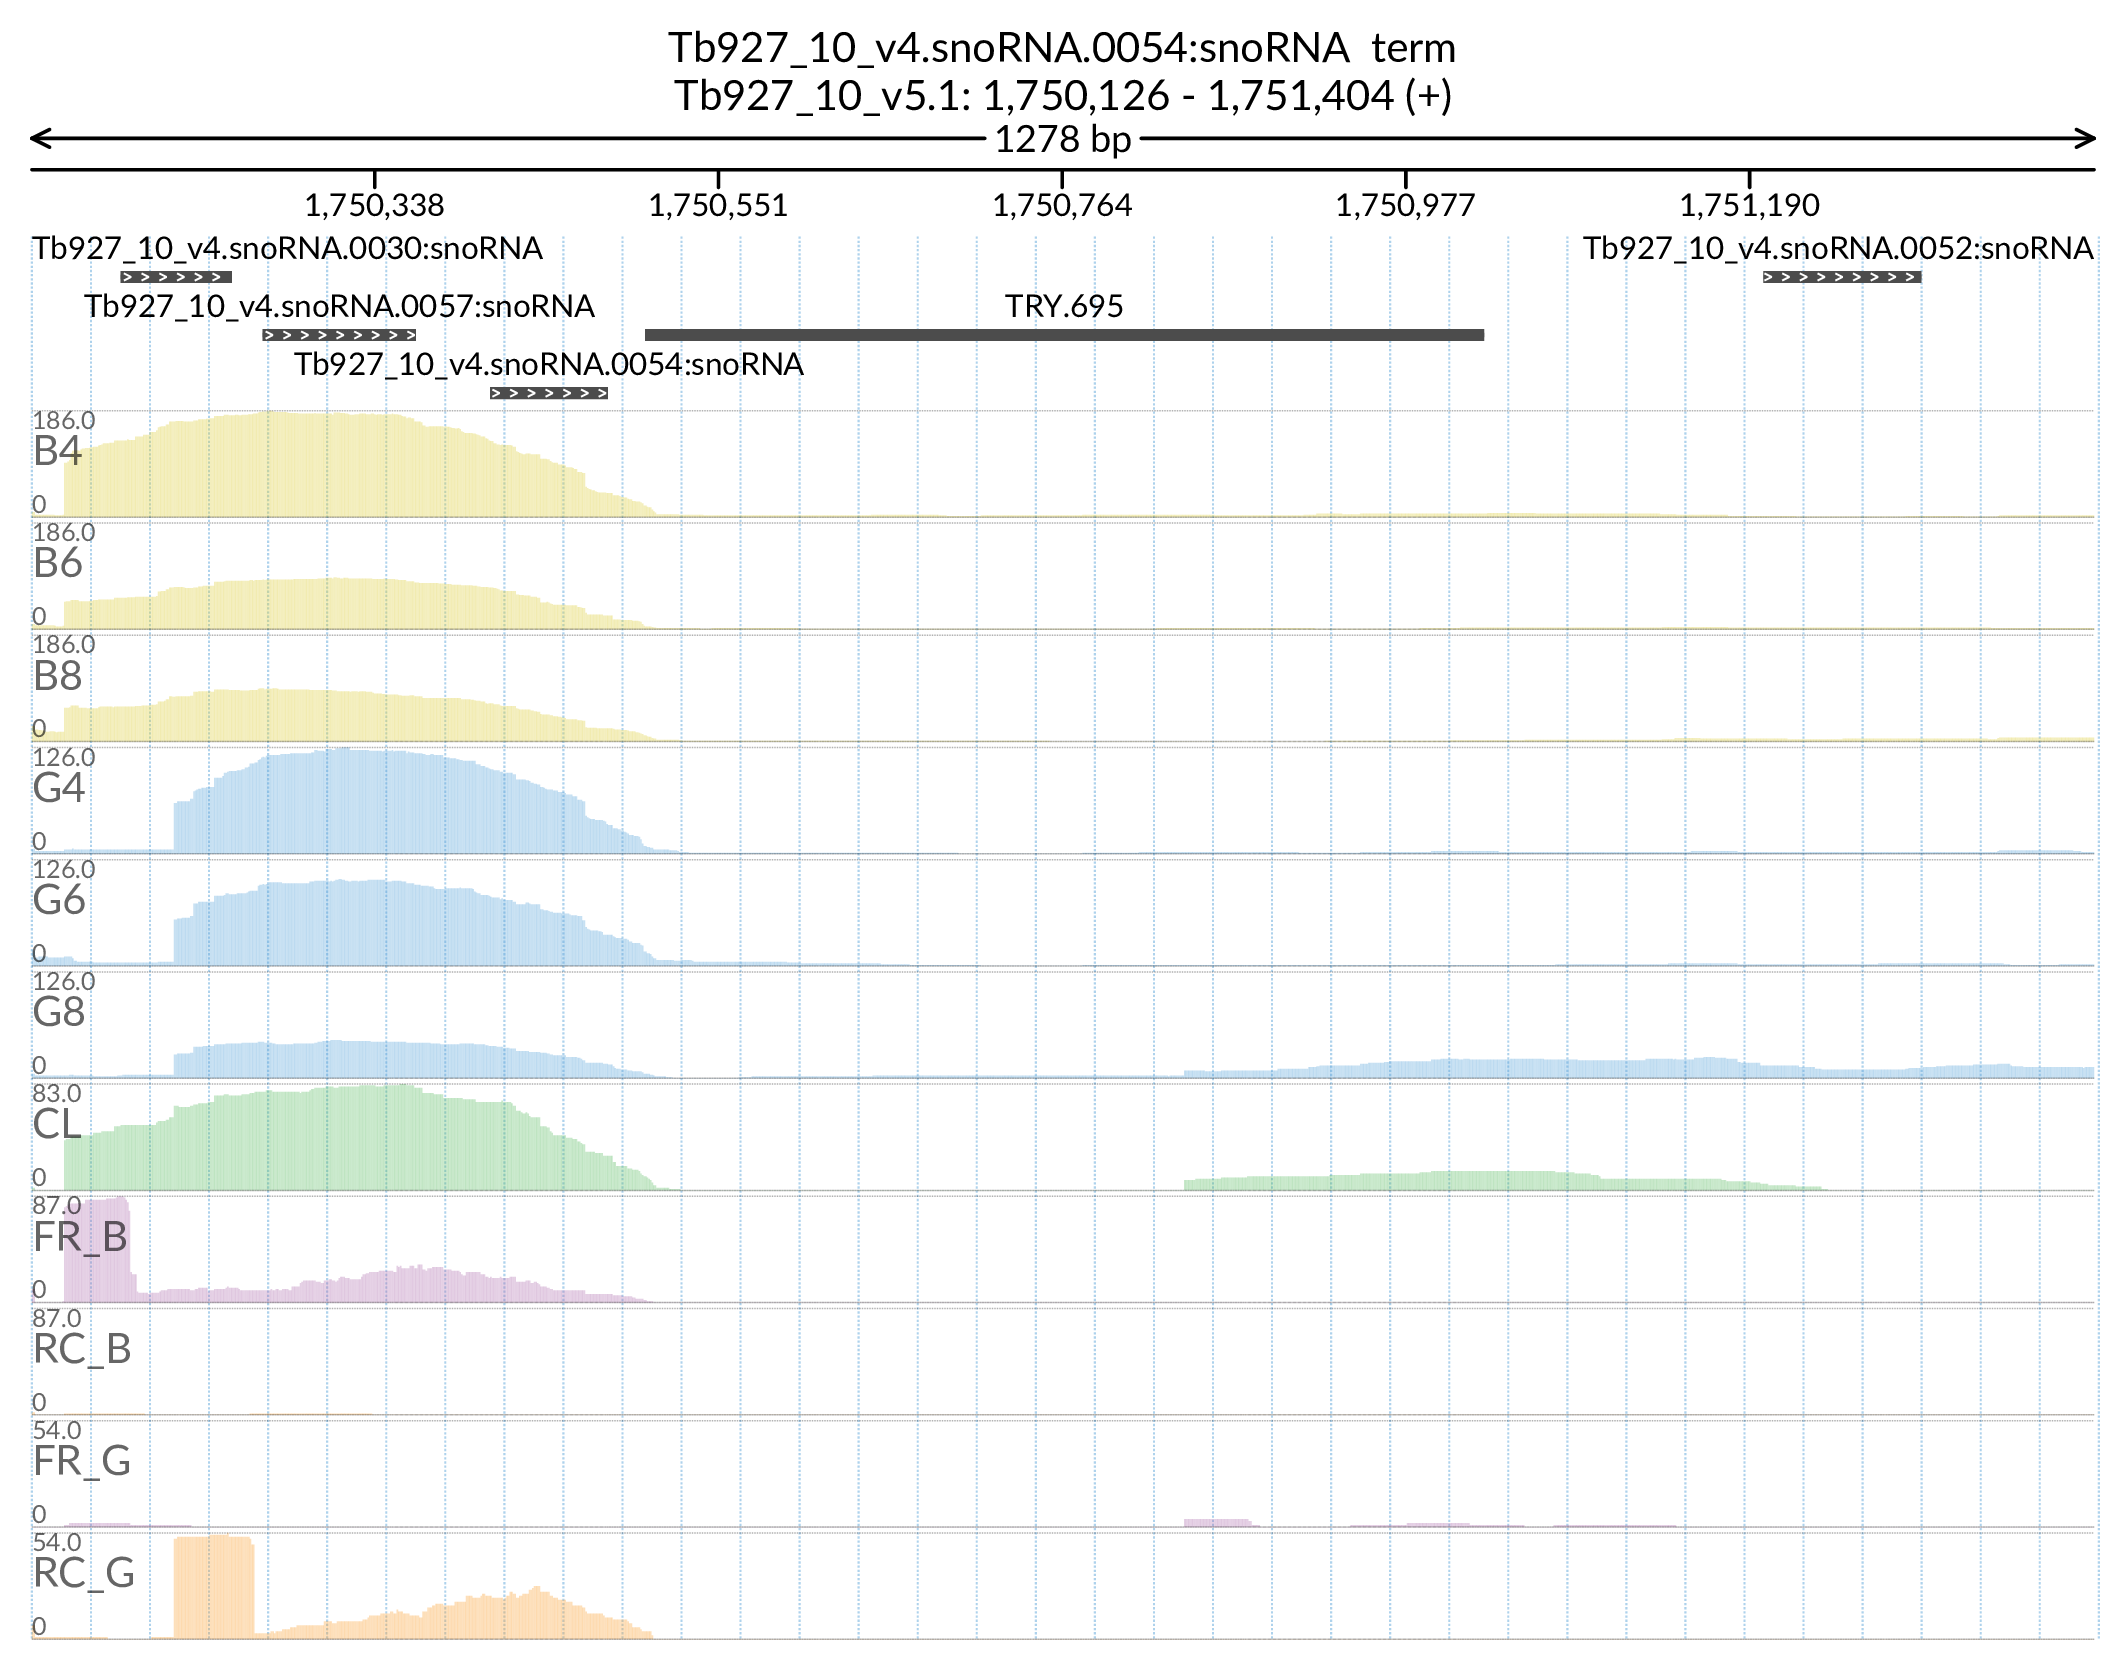 Tb927_10_v4.snoRNA.0054:snoRNA  term
Tb927_10_v5.1: 1,750,126 - 1,751,404 (+)
1278 bp
1,750,338 1,750,551 1,750,764 1,750,977 1,751,190
Tb927_10_v4.snoRNA.0030:snoRNA Tb927_10_v4.snoRNA.0052:snoRNA
Tb927_10_v4.snoRNA.0057:snoRNA TRY.695
Tb927_10_v4.snoRNA.0054:snoRNA
186.0
B4
0
186.0
B6
0
186.0
B8
0
126.0
G4
0
126.0
G6
0
126.0
G8
0
83.0
CL
0
87.0
FR_B
0
87.0
RC_B
0
54.0
FR_G
0
54.0
RC_G
0